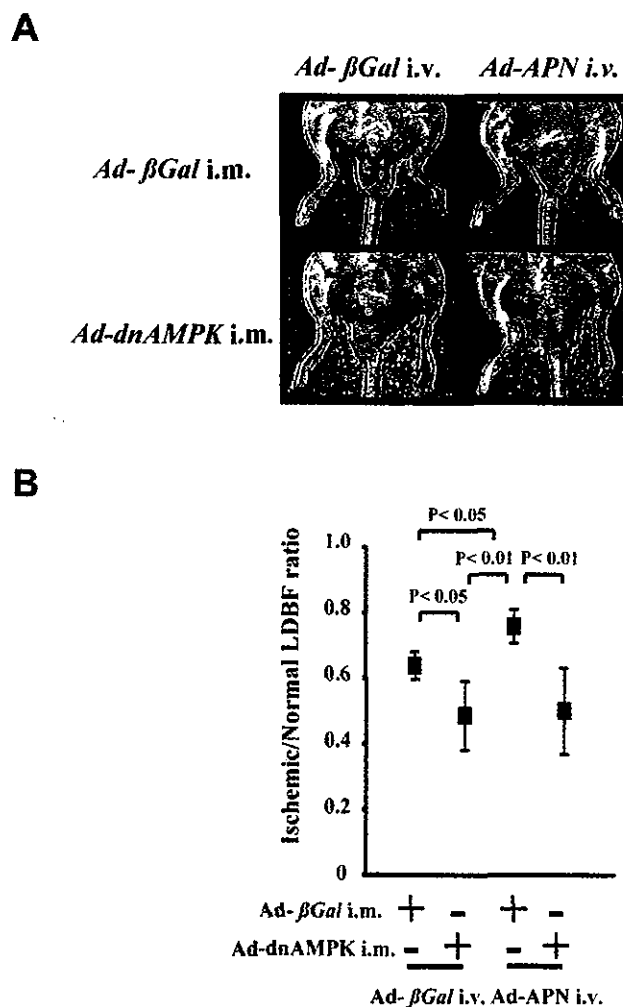 A
Ad- βGal i.v. Ad-APN i.v.
Ad- βGal i.m.
Ad-dnAMPK i.m.
B
P< 0.05
P< 0.01 P< 0.01
P< 0.05
Ischemic/Normal LDBF ratio
1.0
0.8
0.6
0.4
0.2
0
Ad- βGal i.m. + - + -
Ad-dnAMPK i.m. - + - +
Ad- βGal i.v. Ad-APN i.v.